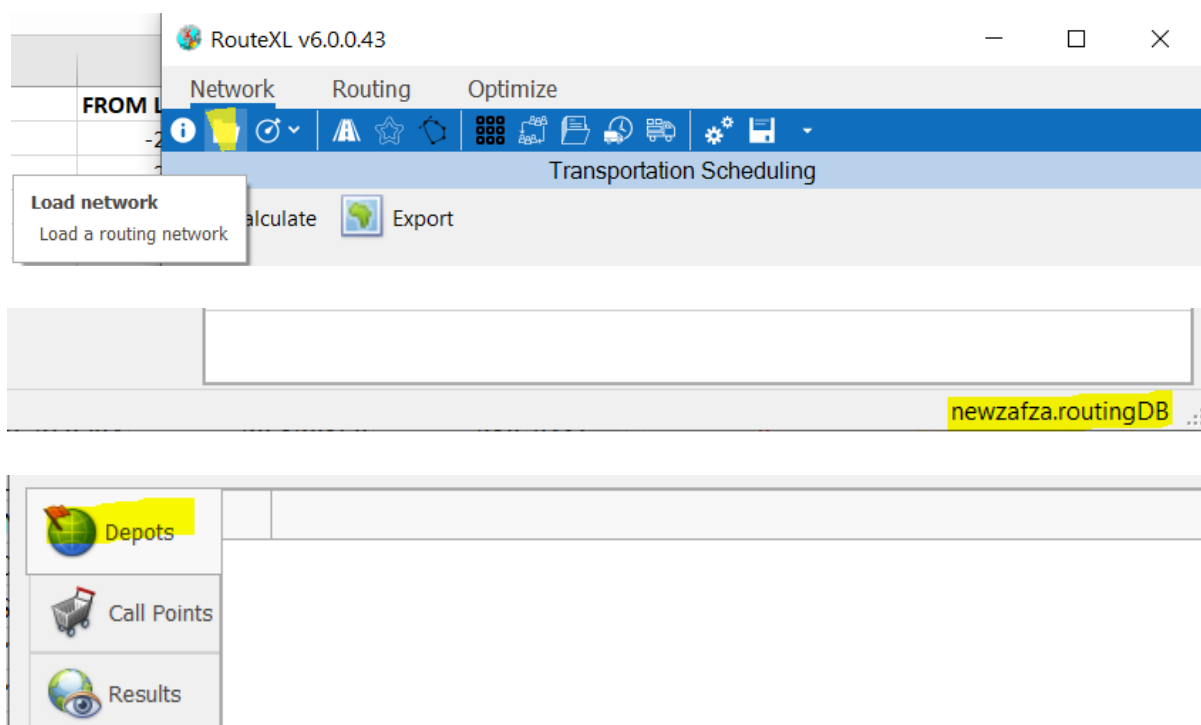 RouteXL v6.0.0.43
Network Routing Optimize
FROM L
-2
Transportation Scheduling
Load network
Load a routing network
alculate Export
newzafza.routingDB
Depots
Call Points
Results